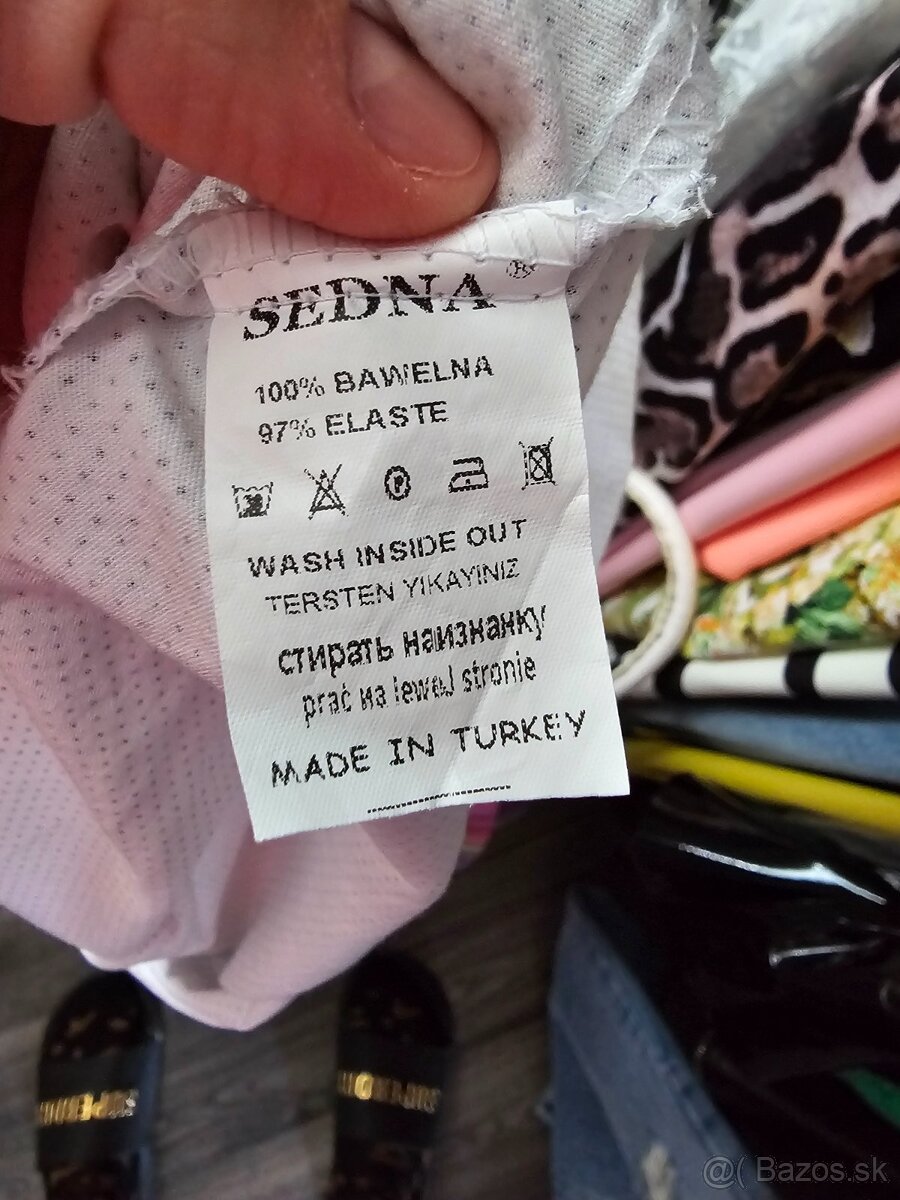 SEDNA ®
100% BAWELNA
97% ELASTE
P
WASH INSIDE OUT
TERSTEN YIKAYINIZ
стирать наизнанку
prać иа lewej stronie
MADE IN TURKEY
@( Bazos.sk